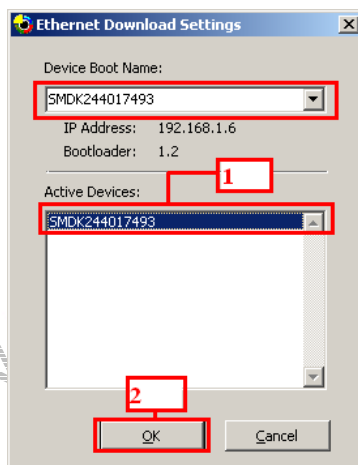 Ethernet Download Settings
Device Boot Name:
SMDK244017493
IP Address: 192.168.1.6
Bootloader: 1.2
1
Active Devices:
SMDK244017493
2
OK Cancel